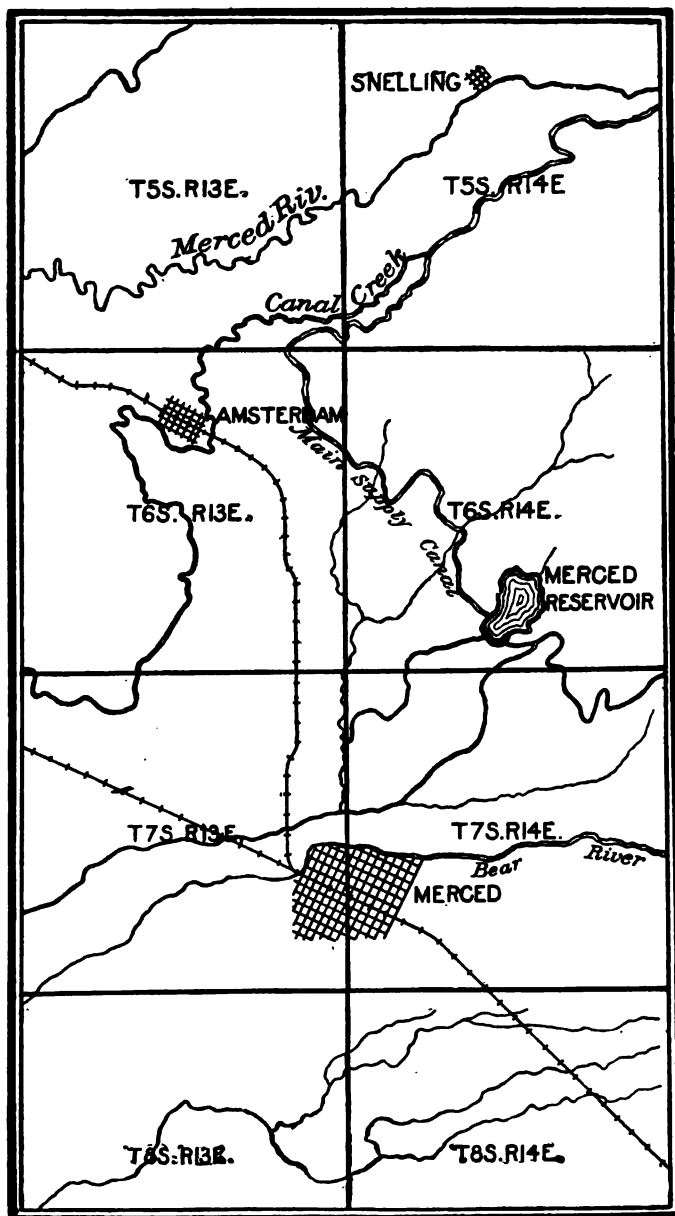 SNELLING
T5S. R13E.
T5S. R14E
Merced Riv.
Canal Creek
AMSTERDAM
Main Supply Canal
T6S. R13E.
T6S. R14E.
MERCED
RESERVOIR
T7S. R13E.
T7S. R14E.
Bear River
MERCED
T8S. R13E.
T8S. R14E.